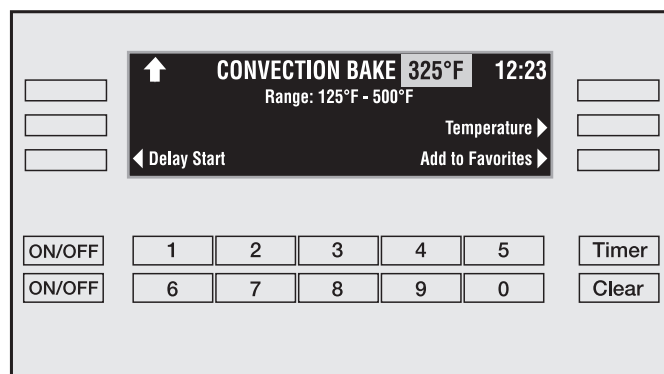 CONVECTION BAKE 325°F 12:23
Range: 125°F - 500°F
Temperature
Delay Start Add to Favorites
ON/OFF 1 2 3 4 5 Timer
ON/OFF 6 7 8 9 0 Clear